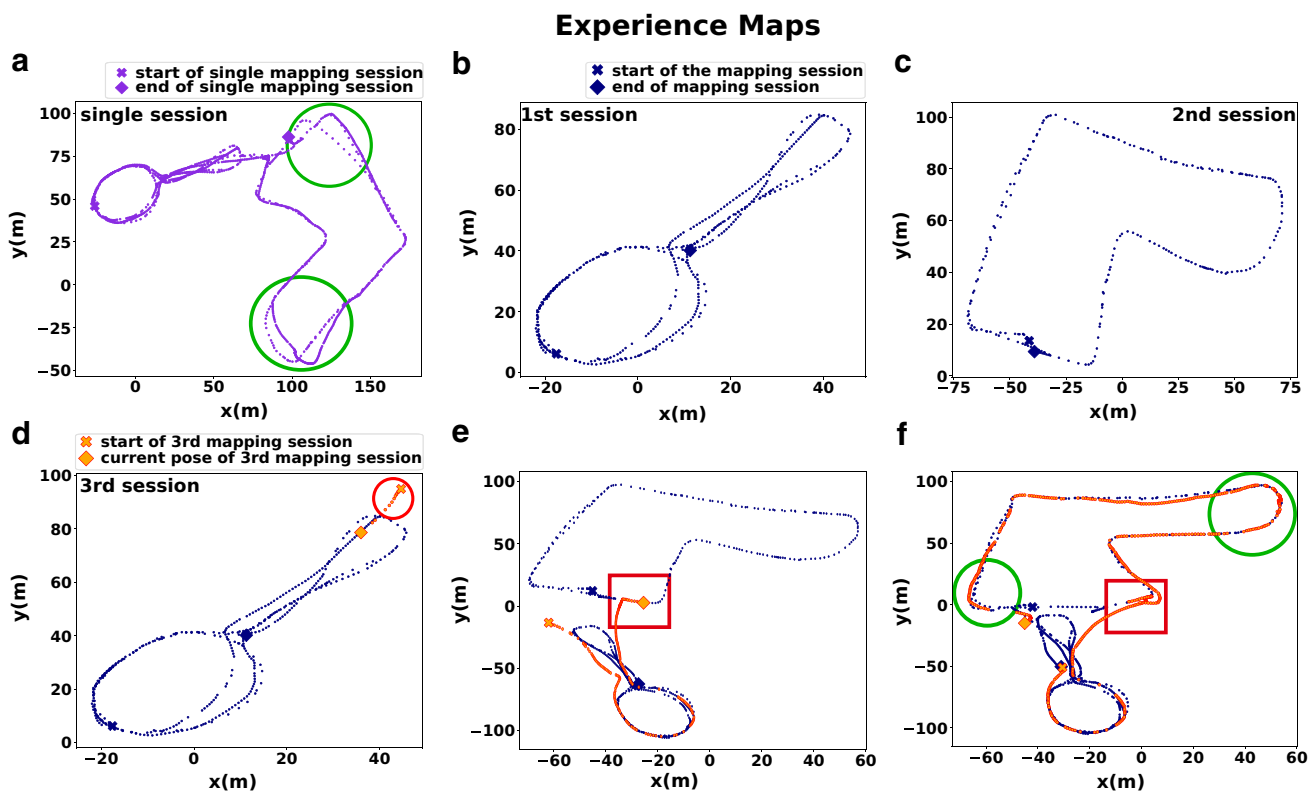 Experience Maps
a
start of single mapping session
end of single mapping session
single session
100
75
50
25
0
−25
−50
y(m)
0 50 100 150
x(m)
b
start of the mapping session
end of mapping session
1st session
80
60
40
20
0
y(m)
−20 0 20 40
x(m)
c
2nd session
100
80
60
40
20
0
y(m)
−75 −50 −25 0 25 50 75
x(m)
d
start of 3rd mapping session
current pose of 3rd mapping session
3rd session
100
80
60
40
20
0
y(m)
−20 0 20 40
x(m)
e
100
50
0
−50
−100
y(m)
−60 −40 −20 0 20 40 60
x(m)
f
100
50
0
−50
−100
y(m)
−60 −40 −20 0 20 40 60
x(m)